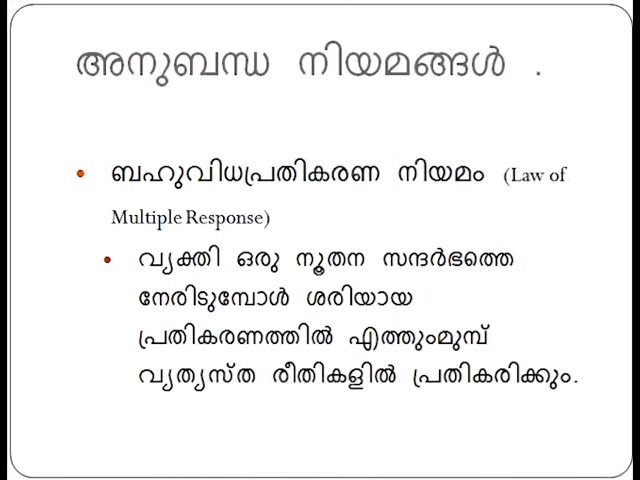 അനുബന്ധ നിയമങ്ങൾ .
ബഹുവിധപ്രതികരണ നിയമം (Law of
Multiple Response)
വ്യക്തി ഒരു നൂതന സന്ദർഭത്തെ
നേരിടുമ്പോൾ ശരിയായ
പ്രതികരണത്തിൽ എത്തുംമുമ്പ്
വ്യത്യസ്ത രീതികളിൽ പ്രതികരിക്കും.